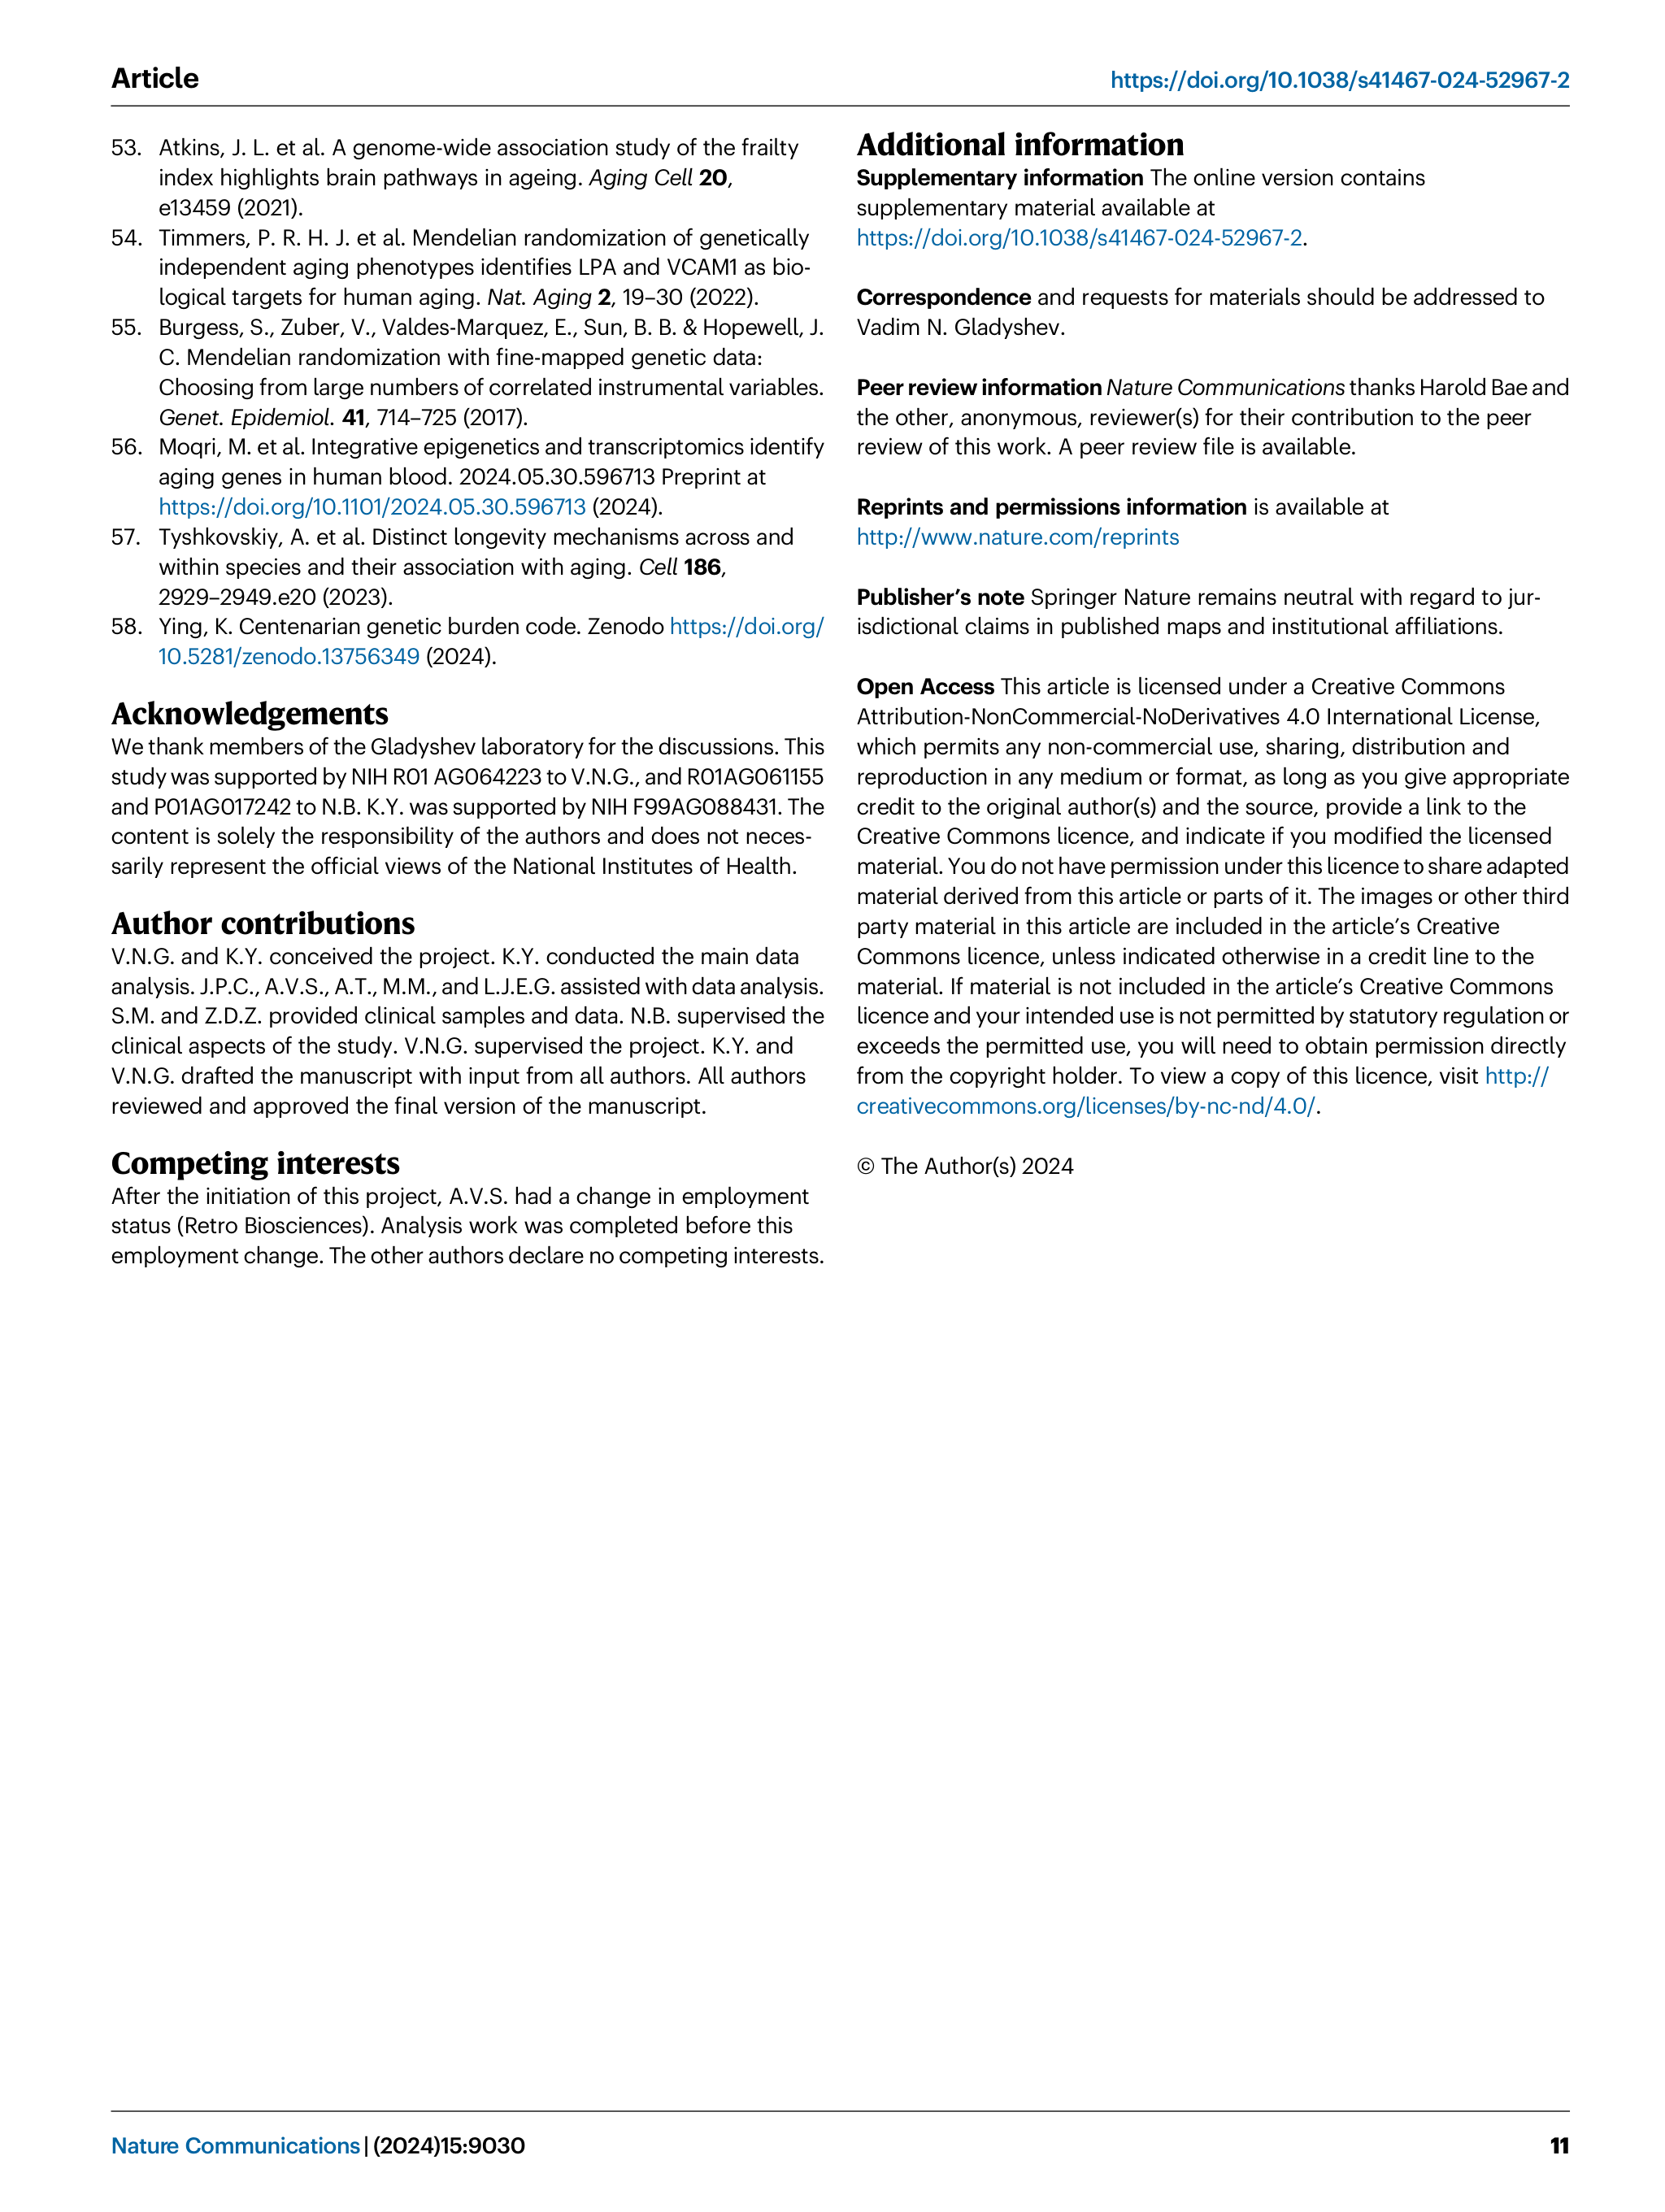 Article
https://doi.org/10.1038/s41467-024-52967-2
53. Atkins, J. L. et al. A genome-wide association study of the frailty
index highlights brain pathways in ageing. Aging Cell 20,
e13459 (2021).
54. Timmers, P. R. H. J. et al. Mendelian randomization of genetically
independent aging phenotypes identifies LPA and VCAM1 as bio-
logical targets for human aging. Nat. Aging 2, 19–30 (2022).
55. Burgess, S., Zuber, V., Valdes-Marquez, E., Sun, B. B. & Hopewell, J.
C. Mendelian randomization with fine-mapped genetic data:
Choosing from large numbers of correlated instrumental variables.
Genet. Epidemiol. 41, 714–725 (2017).
56. Moqri, M. et al. Integrative epigenetics and transcriptomics identify
aging genes in human blood. 2024.05.30.596713 Preprint at
https://doi.org/10.1101/2024.05.30.596713 (2024).
57. Tyshkovskiy, A. et al. Distinct longevity mechanisms across and
within species and their association with aging. Cell 186,
2929–2949.e20 (2023).
58. Ying, K. Centenarian genetic burden code. Zenodo https://doi.org/
10.5281/zenodo.13756349 (2024).
Acknowledgements
We thank members of the Gladyshev laboratory for the discussions. This
study was supported by NIH R01 AG064223 to V.N.G., and R01AG061155
and P01AG017242 to N.B. K.Y. was supported by NIH F99AG088431. The
content is solely the responsibility of the authors and does not neces-
sarily represent the official views of the National Institutes of Health.
Author contributions
V.N.G. and K.Y. conceived the project. K.Y. conducted the main data
analysis. J.P.C., A.V.S., A.T., M.M., and L.J.E.G. assisted with data analysis.
S.M. and Z.D.Z. provided clinical samples and data. N.B. supervised the
clinical aspects of the study. V.N.G. supervised the project. K.Y. and
V.N.G. drafted the manuscript with input from all authors. All authors
reviewed and approved the final version of the manuscript.
Competing interests
After the initiation of this project, A.V.S. had a change in employment
status (Retro Biosciences). Analysis work was completed before this
employment change. The other authors declare no competing interests.
Additional information
Supplementary information The online version contains
supplementary material available at
https://doi.org/10.1038/s41467-024-52967-2.
Correspondence and requests for materials should be addressed to
Vadim N. Gladyshev.
Peer review information Nature Communications thanks Harold Bae and
the other, anonymous, reviewer(s) for their contribution to the peer
review of this work. A peer review file is available.
Reprints and permissions information is available at
http://www.nature.com/reprints
Publisher’s note Springer Nature remains neutral with regard to jur-
isdictional claims in published maps and institutional affiliations.
Open Access This article is licensed under a Creative Commons
Attribution-NonCommercial-NoDerivatives 4.0 International License,
which permits any non-commercial use, sharing, distribution and
reproduction in any medium or format, as long as you give appropriate
credit to the original author(s) and the source, provide a link to the
Creative Commons licence, and indicate if you modified the licensed
material. You do not have permission under this licence to share adapted
material derived from this article or parts of it. The images or other third
party material in this article are included in the article’s Creative
Commons licence, unless indicated otherwise in a credit line to the
material. If material is not included in the article’s Creative Commons
licence and your intended use is not permitted by statutory regulation or
exceeds the permitted use, you will need to obtain permission directly
from the copyright holder. To view a copy of this licence, visit http://
creativecommons.org/licenses/by-nc-nd/4.0/.
© The Author(s) 2024
Nature Communications | (2024)15:9030
11